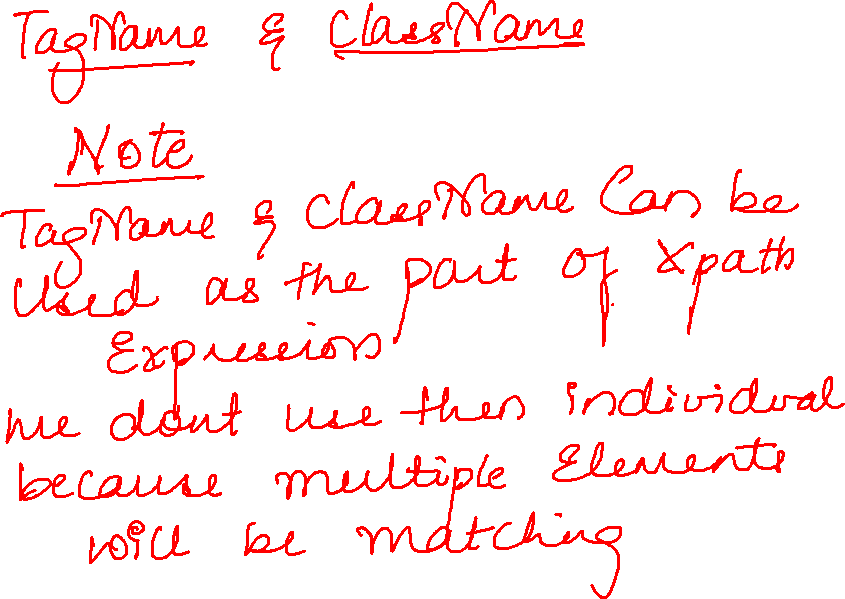 TagName & ClassName
Note
TagName & ClassName Can be
Used as the part of Xpath
Expression
we dont use then individual
because multiple Elements
will be matching